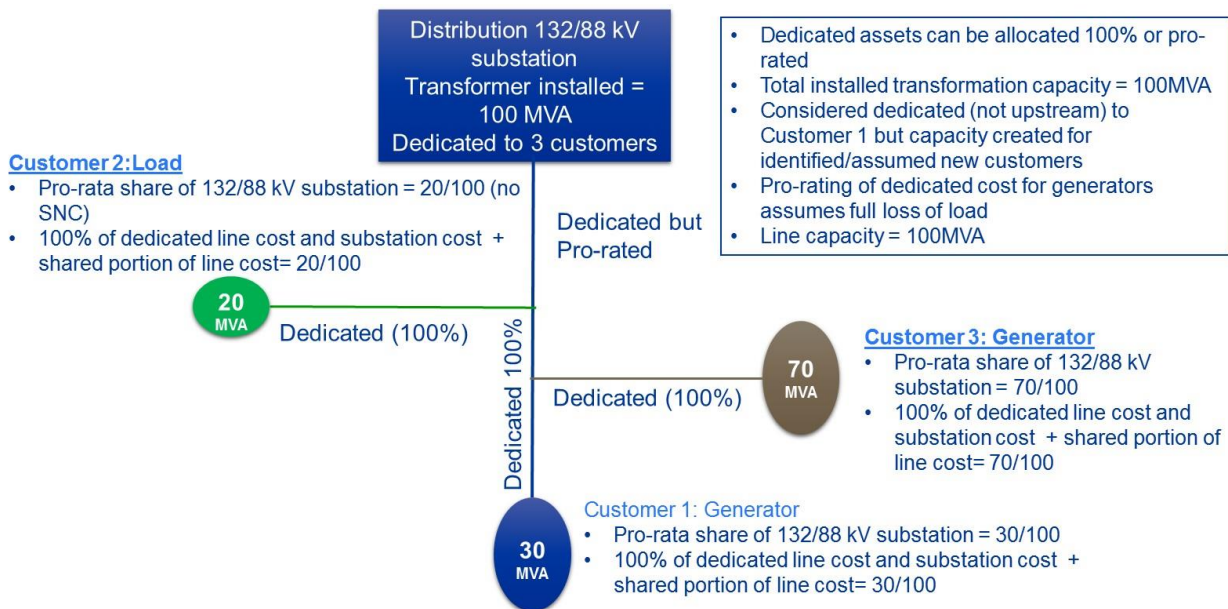 Distribution 132/88 kV
substation
Transformer installed =
100 MVA
Dedicated to 3 customers
• Dedicated assets can be allocated 100% or pro-
rated
• Total installed transformation capacity = 100MVA
• Considered dedicated (not upstream) to
Customer 1 but capacity created for
identified/assumed new customers
• Pro-rating of dedicated cost for generators
assumes full loss of load
• Line capacity = 100MVA
Customer 2:Load
• Pro-rata share of 132/88 kV substation = 20/100 (no
SNC)
• 100% of dedicated line cost and substation cost +
shared portion of line cost= 20/100
Dedicated but
Pro-rated
20
MVA
Dedicated (100%)
Dedicated 100%
Dedicated (100%)
70
MVA
Customer 3: Generator
• Pro-rata share of 132/88 kV
substation = 70/100
• 100% of dedicated line cost and
substation cost + shared portion of
line cost= 70/100
30
MVA
Customer 1: Generator
• Pro-rata share of 132/88 kV substation = 30/100
• 100% of dedicated line cost and substation cost +
shared portion of line cost= 30/100